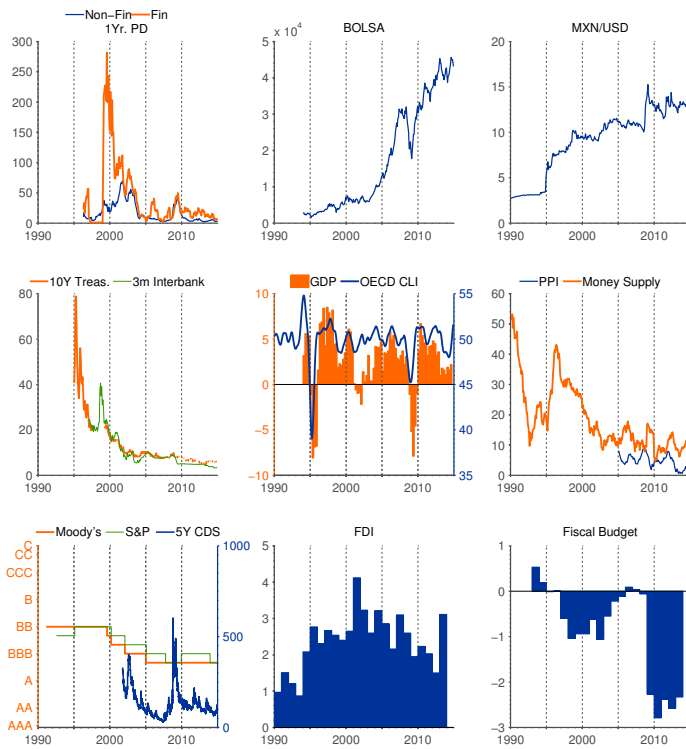 Non-Fin Fin
1Yr. PD
300
250
200
150
100
50
0
1990 2000 2010
x 10⁴
BOLSA
5
4
3
2
1
0
1990 2000 2010
MXN/USD
20
15
10
5
0
1990 2000 2010
10Y Treas. 3m Interbank
80
60
40
20
0
1990 2000 2010
GDP OECD CLI
10 55
5 50
0 45
−5 40
−10 35
1990 2000 2010
PPI Money Supply
60
50
40
30
20
10
0
1990 2000 2010
Moody's S&P 5Y CDS
C 1000
CC
CCC
B
BB 500
BBB
A
AA
AAA 0
1990 2000 2010
FDI
5
4
3
2
1
0
1990 2000 2010
Fiscal Budget
1
0
−1
−2
−3
1990 2000 2010